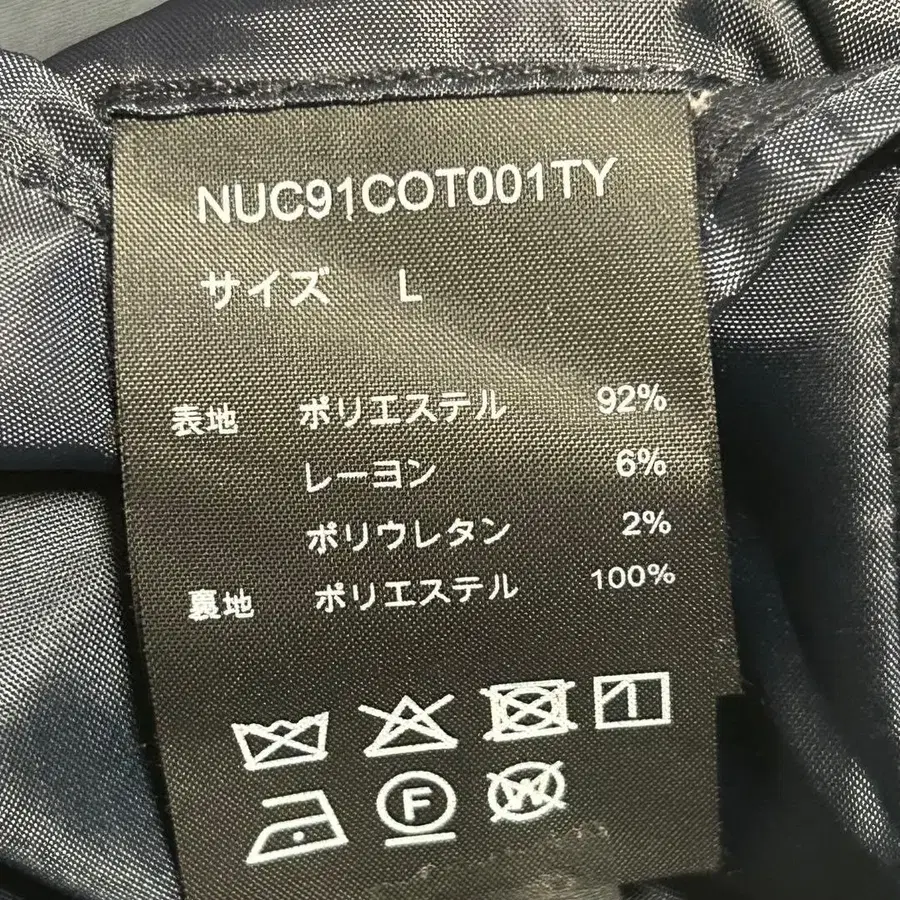 NUC91COT001TY
サイズ L
表地 ポリエステル 92%
レーヨン 6%
ポリウレタン 2%
裏地 ポリエステル 100%
F W